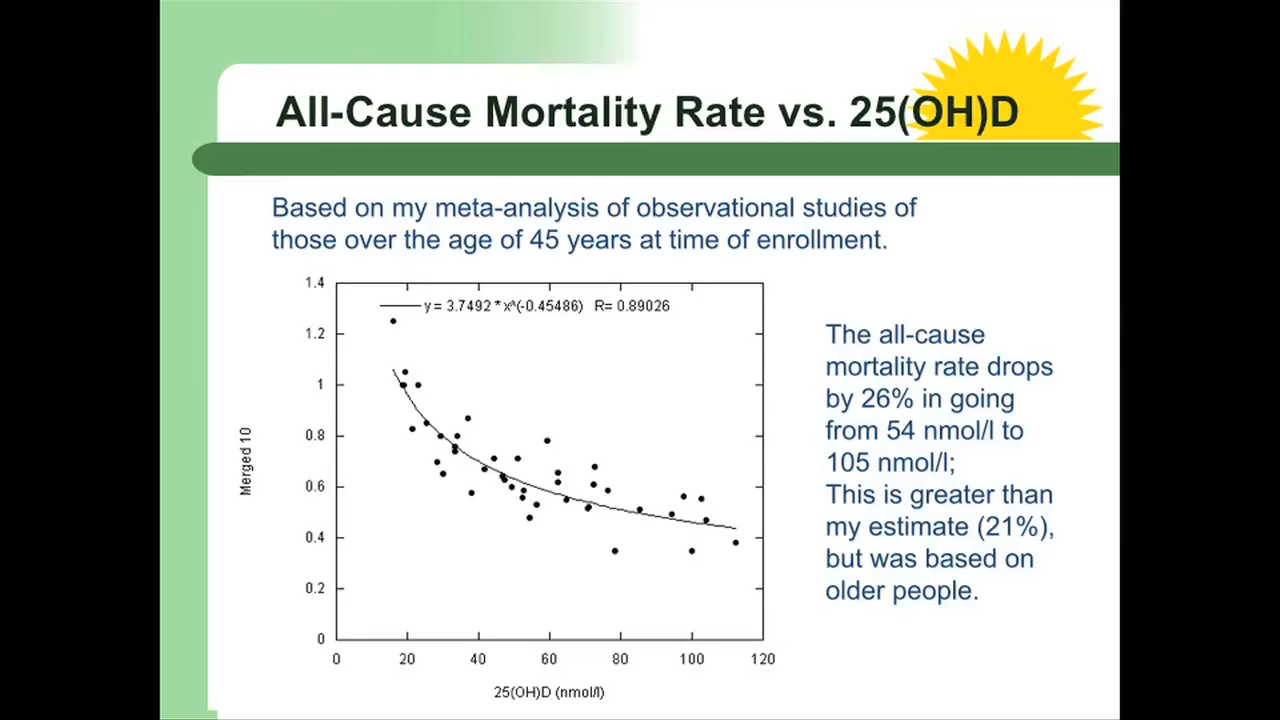 All-Cause Mortality Rate vs. 25(OH)D
Based on my meta-analysis of observational studies of
those over the age of 45 years at time of enrollment.
1.4
1.2
1
0.8
0.6
0.4
0.2
0
Merged 10
y = 3.7492 * x^(-0.45486) R= 0.89026
0
20
40
60
80
100
120
25(OH)D (nmol/l)
The all-cause
mortality rate drops
by 26% in going
from 54 nmol/l to
105 nmol/l;
This is greater than
my estimate (21%),
but was based on
older people.